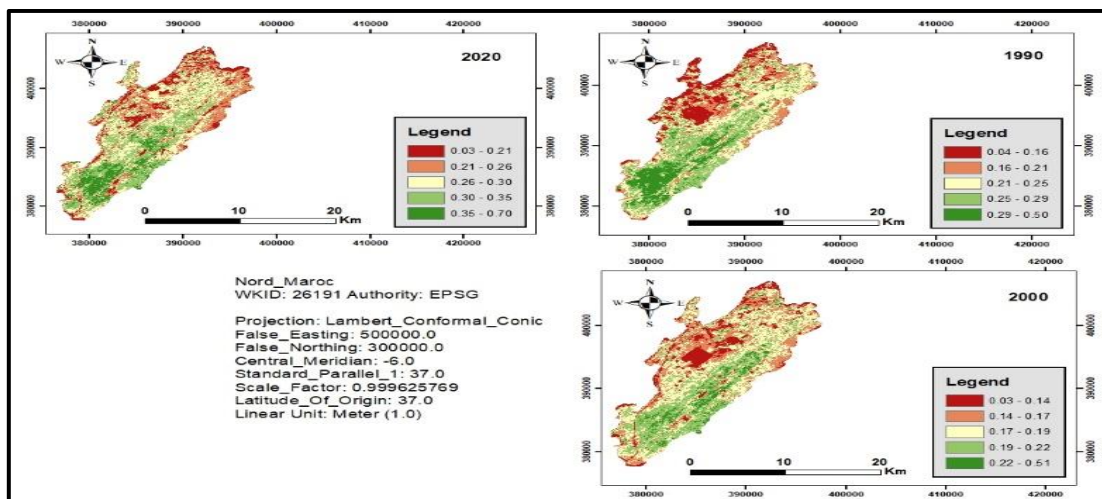 380000 390000 400000 410000 420000
2020
N
W E
S
400000 390000 380000
Legend
0.03 - 0.21
0.21 - 0.26
0.26 - 0.30
0.30 - 0.35
0.35 - 0.70
0 10 20
Km
380000 390000 400000 410000 420000
380000 390000 400000 410000 420000
1990
N
W E
S
400000 390000 380000
Legend
0.04 - 0.16
0.16 - 0.21
0.21 - 0.25
0.25 - 0.29
0.29 - 0.50
0 10 20
Km
380000 390000 400000 410000 420000
Nord_Maroc
WKID: 26191 Authority: EPSG
Projection: Lambert_Conformal_Conic
False_Easting: 500000.0
False_Northing: 300000.0
Central_Meridian: -6.0
Standard_Parallel_1: 37.0
Scale_Factor: 0.999625769
Latitude_Of_Origin: 37.0
Linear Unit: Meter (1.0)
380000 390000 400000 410000 420000
2000
N
W E
S
400000 390000 380000
400000 390000 380000
Legend
0.03 - 0.14
0.14 - 0.17
0.17 - 0.19
0.19 - 0.22
0.22 - 0.51
0 10 20
Km
380000 390000 400000 410000 420000